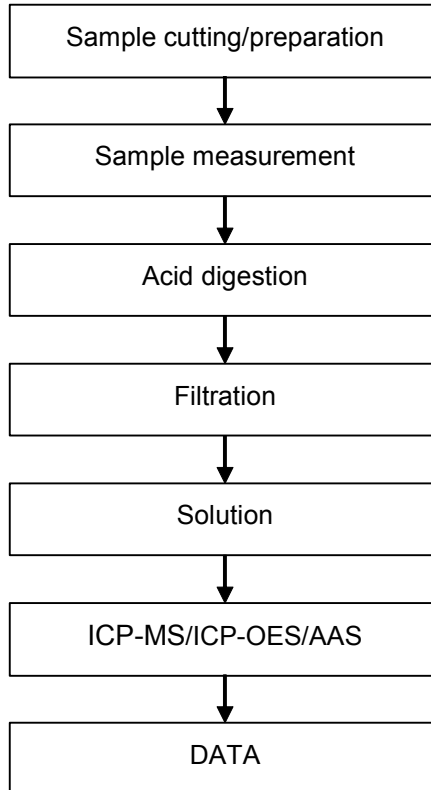 Sample cutting/preparation
Sample measurement
Acid digestion
Filtration
Solution
ICP-MS/ICP-OES/AAS
DATA